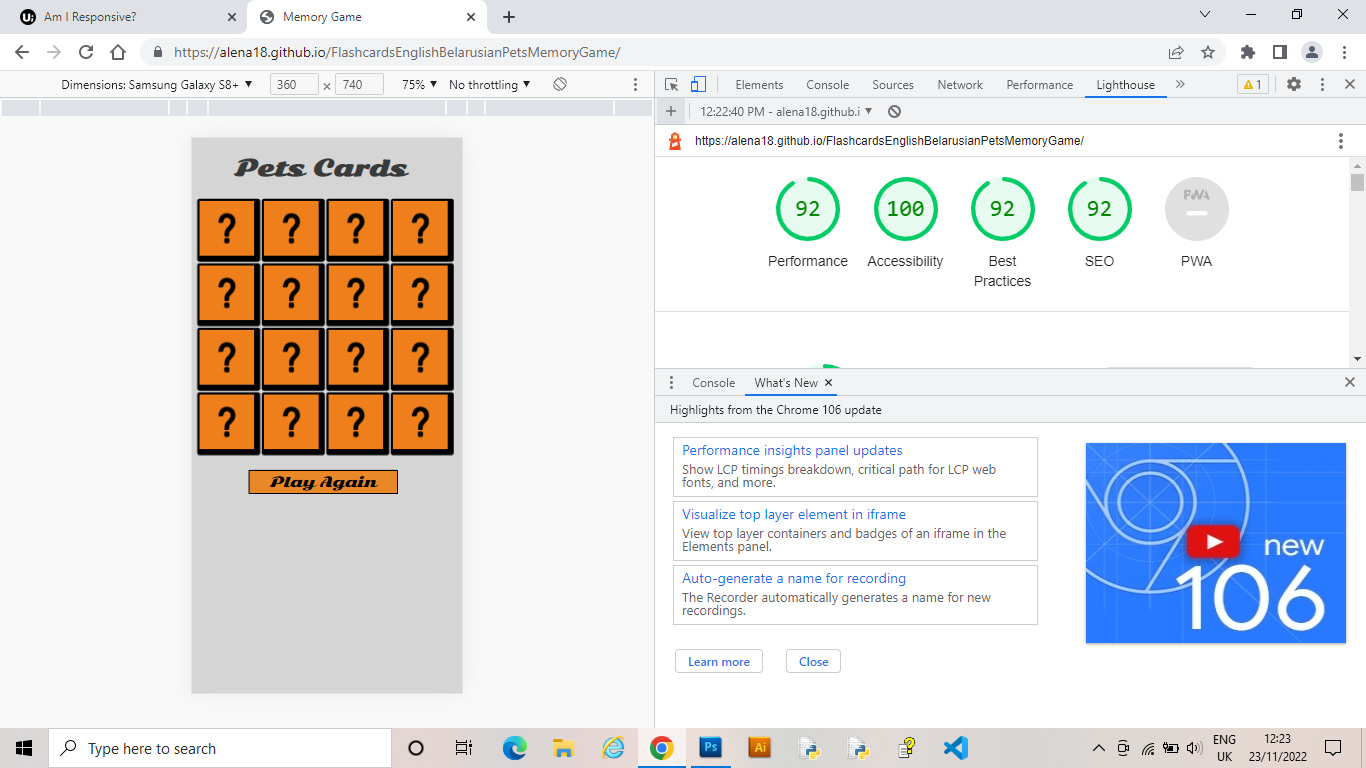 Am I Responsive?
Memory Game
https://alena18.github.io/FlashcardsEnglishBelarusianPetsMemoryGame/
Dimensions: Samsung Galaxy S8+ ▼ 360 × 740 75% ▼ No throttling ▼
Elements Console Sources Network Performance Lighthouse » 1
12:22:40 PM - alena18.github.i ▼
https://alena18.github.io/FlashcardsEnglishBelarusianPetsMemoryGame/
Pets Cards
? ? ? ?
? ? ? ?
? ? ? ?
? ? ? ?
Play Again
92 100 92 92 PWA
Performance Accessibility Best Practices SEO PWA
Console What's New ×
Highlights from the Chrome 106 update
Performance insights panel updates
Show LCP timings breakdown, critical path for LCP web
fonts, and more.
Visualize top layer element in iframe
View top layer containers and badges of an iframe in the
Elements panel.
Auto-generate a name for recording
The Recorder automatically generates a name for new
recordings.
Learn more Close
new
106
Type here to search
Ps Ai
ENG
UK
12:23
23/11/2022